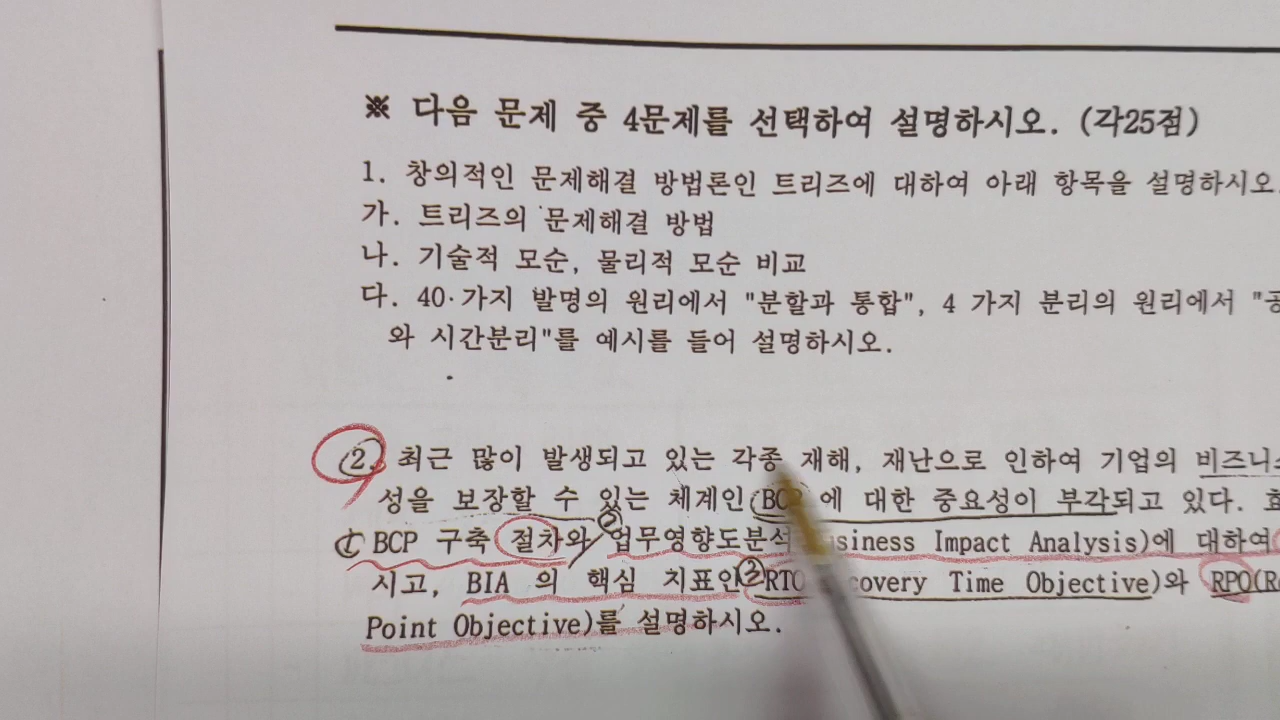 ※ 다음 문제 중 4문제를 선택하여 설명하시오. (각25점)
1. 창의적인 문제해결 방법론인 트리즈에 대하여 아래 항목을 설명하시오
가. 트리즈의 문제해결 방법
나. 기술적 모순, 물리적 모순 비교
다. 40 가지 발명의 원리에서 "분할과 통합", 4 가지 분리의 원리에서 "공
와 시간분리"를 예시를 들어 설명하시오.
2. 최근 많이 발생되고 있는 각종 재해, 재난으로 인하여 기업의 비즈니스
성을 보장할 수 있는 체계인 BCP 에 대한 중요성이 부각되고 있다. 효
① BCP 구축 절차와 ② 업무영향도분석 usiness Impact Analysis)에 대하여
시고, BIA 의 핵심 지표인 ③ RTO covery Time Objective)와 RPO(Re
Point Objective)를 설명하시오.